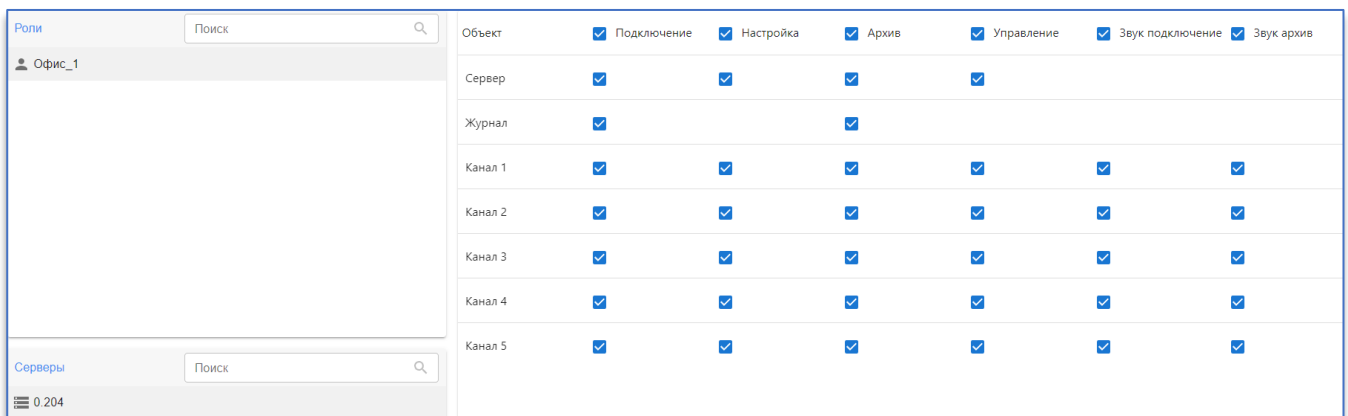 Роли
Поиск
Офис_1
Серверы
Поиск
0.204
Объект Подключение Настройка Архив Управление Звук подключение Звук архив
Сервер
Журнал
Канал 1
Канал 2
Канал 3
Канал 4
Канал 5